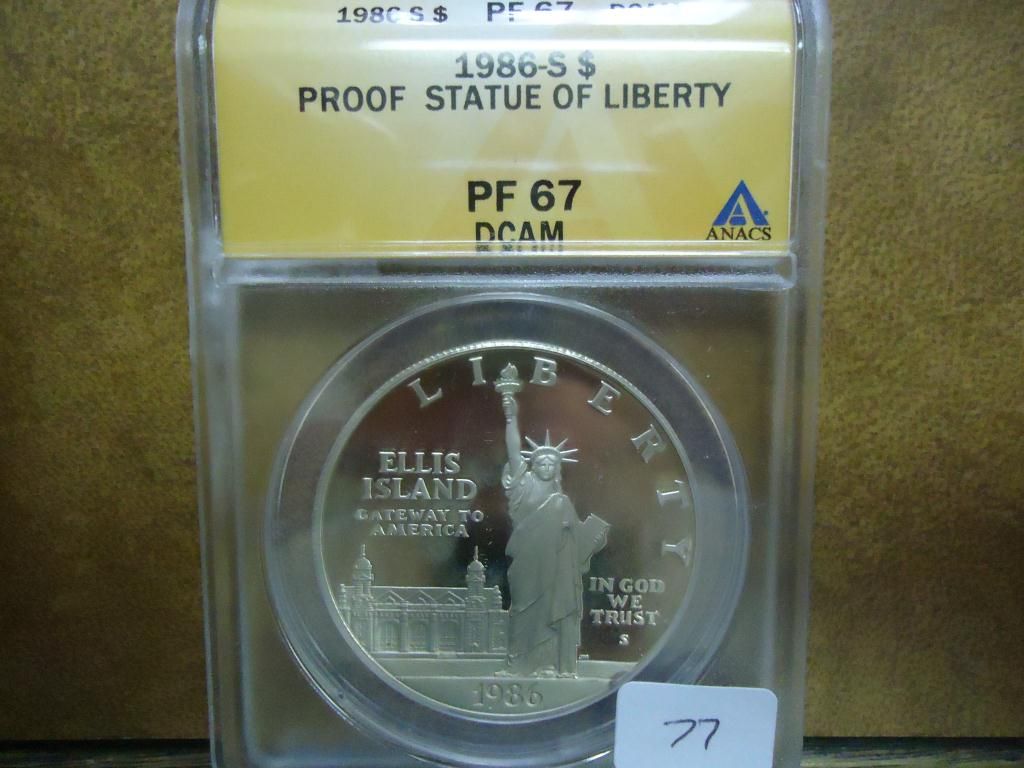 1986 S $ PF 67 DCAM
1986-S $
PROOF STATUE OF LIBERTY
PF 67
DCAM
ANACS
LIBERTY
ELLIS
ISLAND
GATEWAY TO
AMERICA
IN GOD
WE
TRUST
S
1986
77